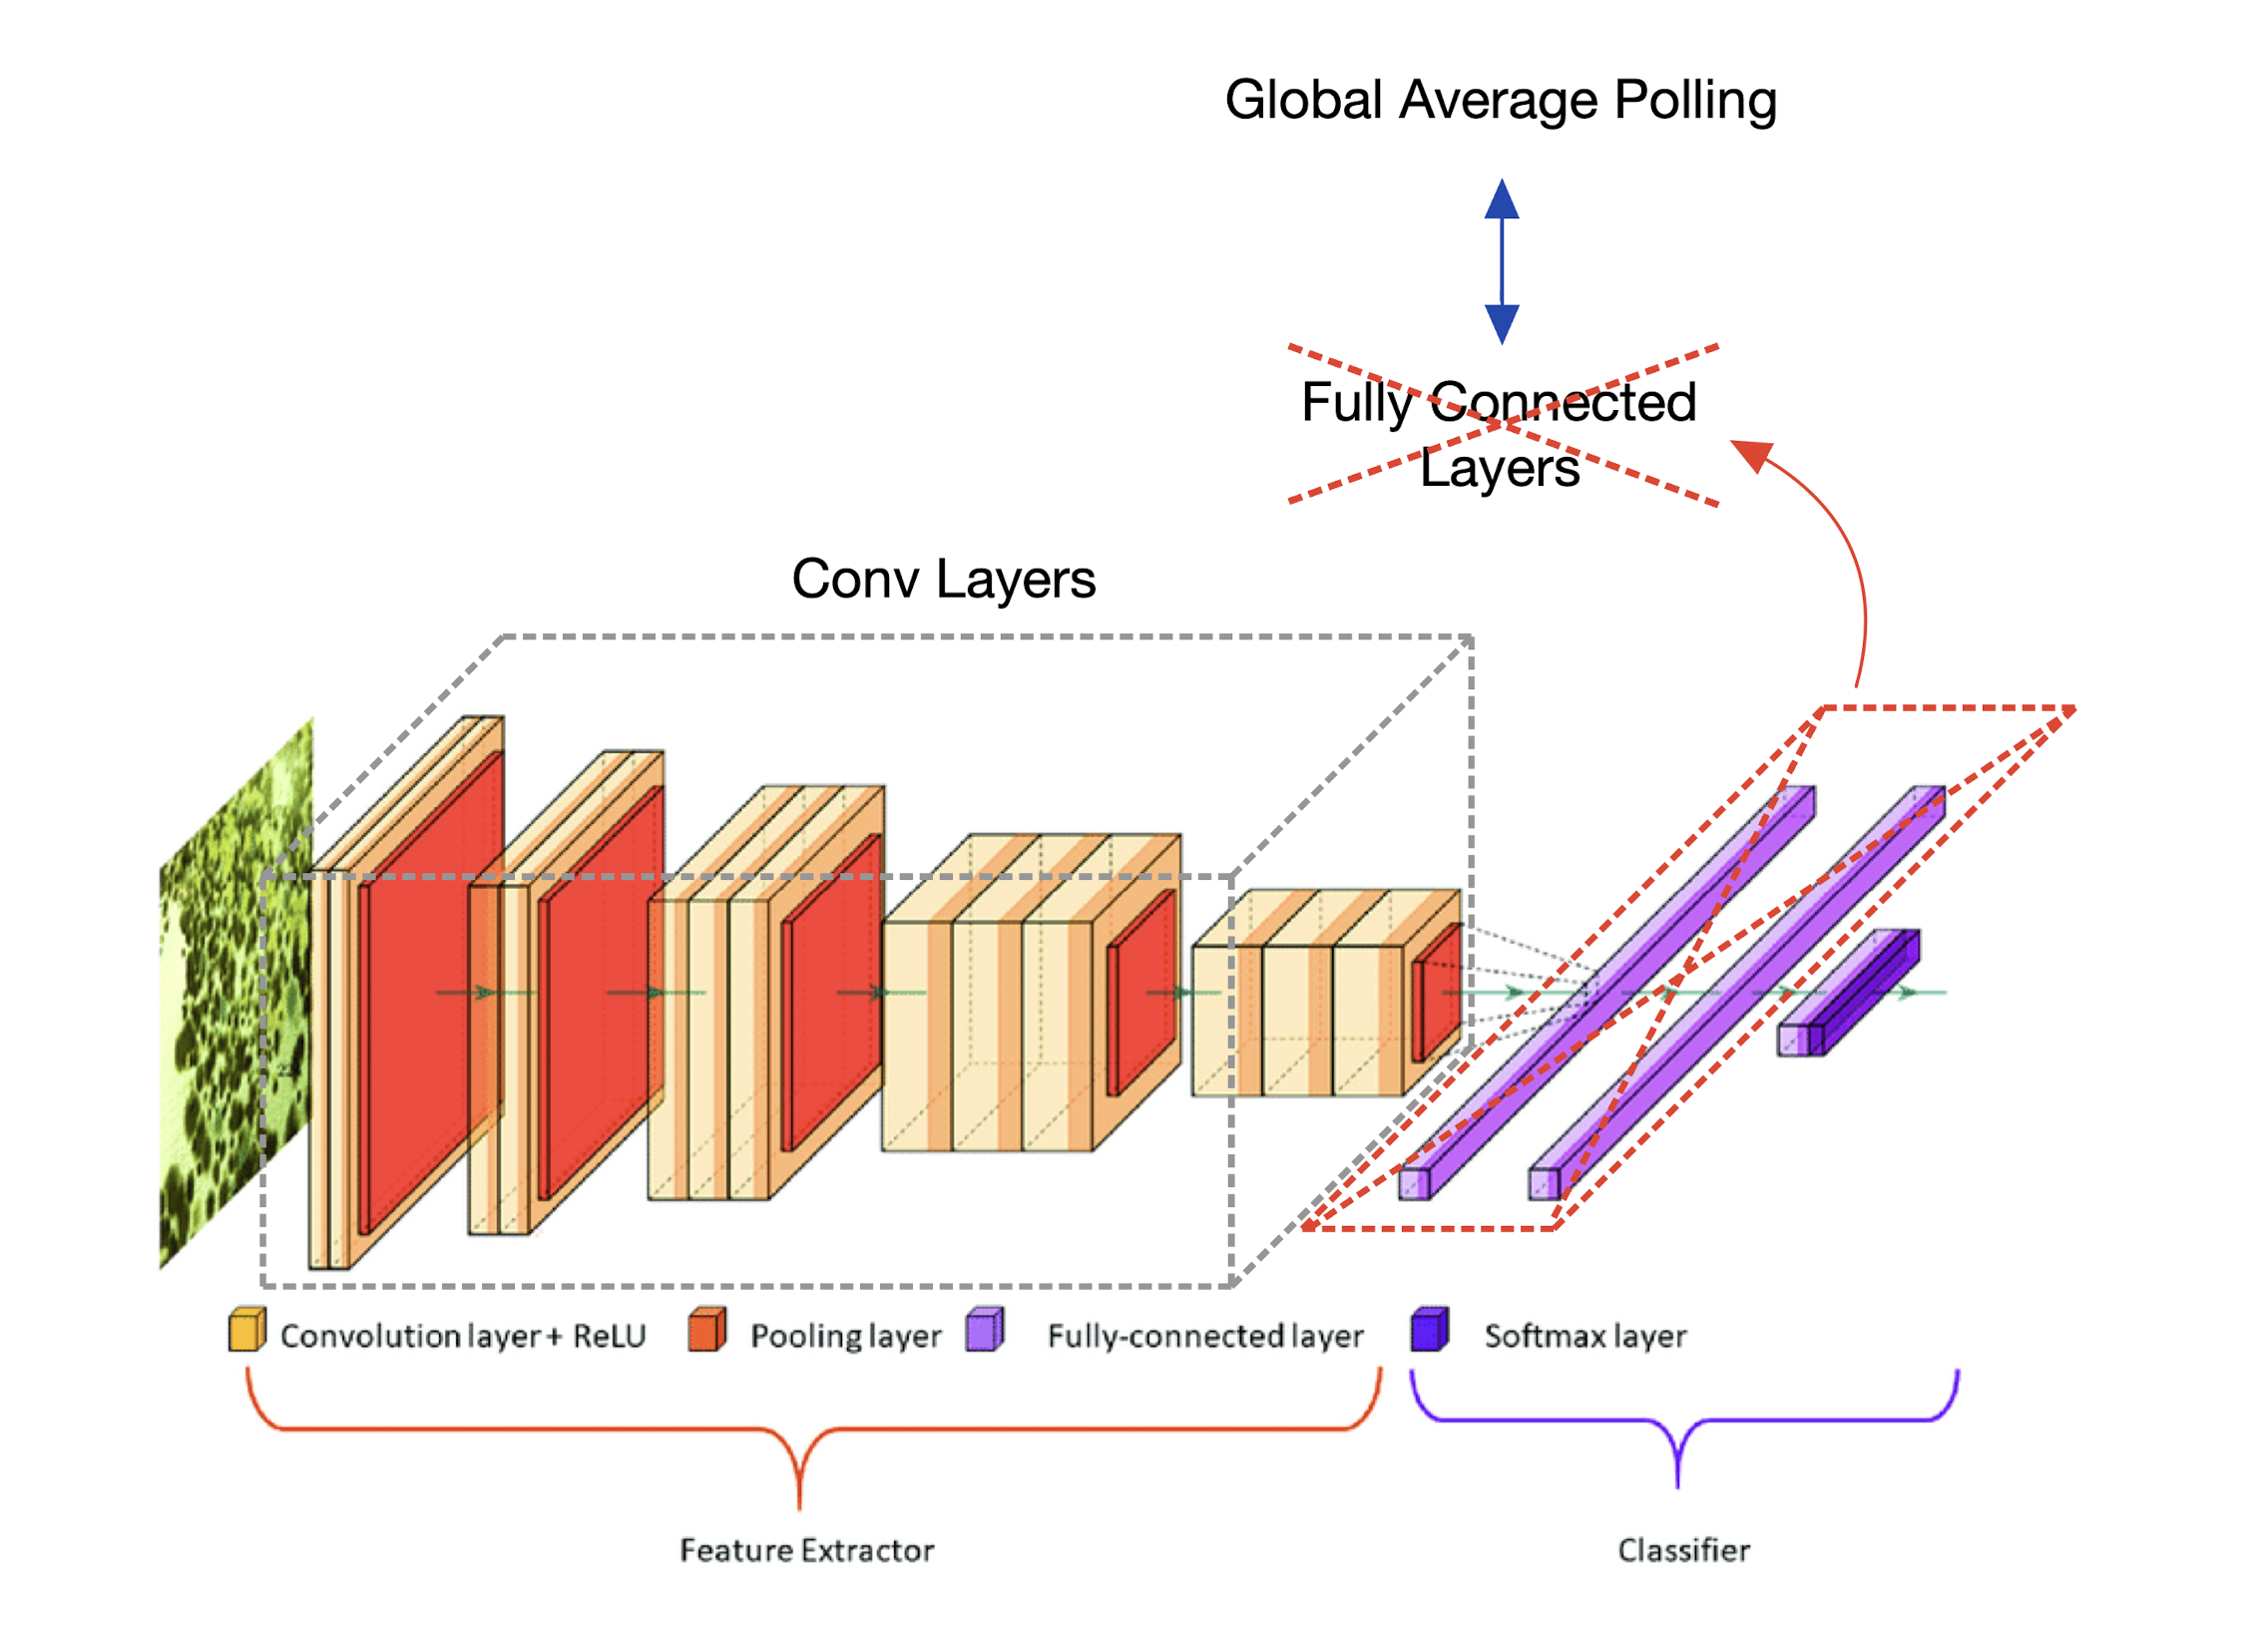 Global Average Polling
Fully Connected
Layers
Conv Layers
Convolution layer + ReLU
Pooling layer
Fully-connected layer
Softmax layer
Feature Extractor
Classifier